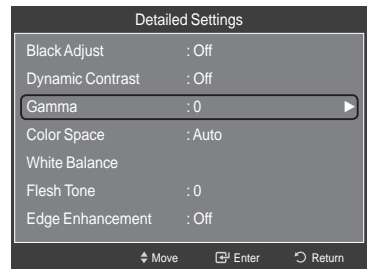 Detailed Settings
Black Adjust : Off
Dynamic Contrast : Off
Gamma : 0
Color Space : Auto
White Balance
Flesh Tone : 0
Edge Enhancement : Off
Move Enter Return